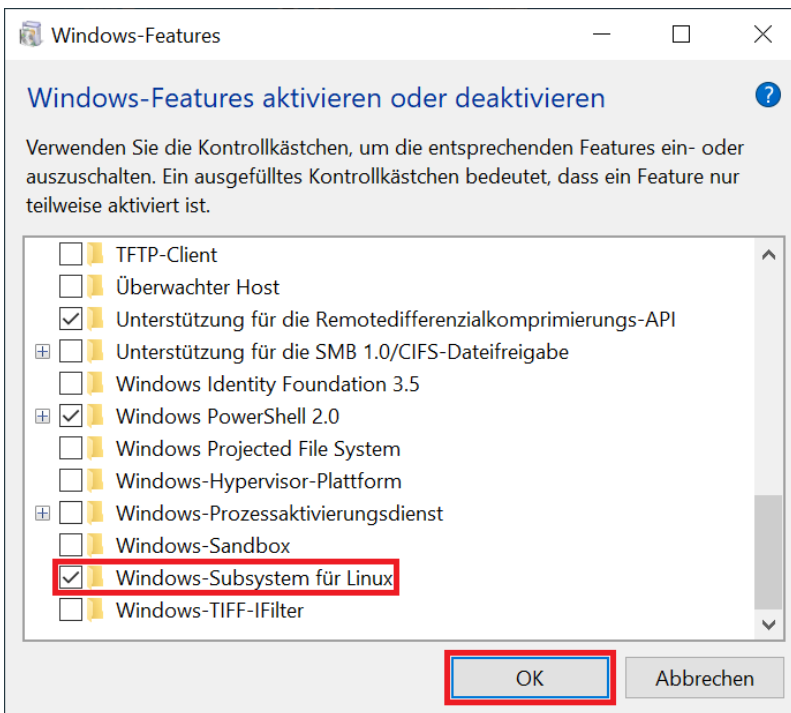 Windows-Features
Windows-Features aktivieren oder deaktivieren
Verwenden Sie die Kontrollkästchen, um die entsprechenden Features ein- oder
auszuschalten. Ein ausgefülltes Kontrollkästchen bedeutet, dass ein Feature nur
teilweise aktiviert ist.
TFTP-Client
Überwachter Host
Unterstützung für die Remotedifferenzialkomprimierungs-API
Unterstützung für die SMB 1.0/CIFS-Dateifreigabe
Windows Identity Foundation 3.5
Windows PowerShell 2.0
Windows Projected File System
Windows-Hypervisor-Plattform
Windows-Prozessaktivierungsdienst
Windows-Sandbox
Windows-Subsystem für Linux
Windows-TIFF-IFilter
OK Abbrechen